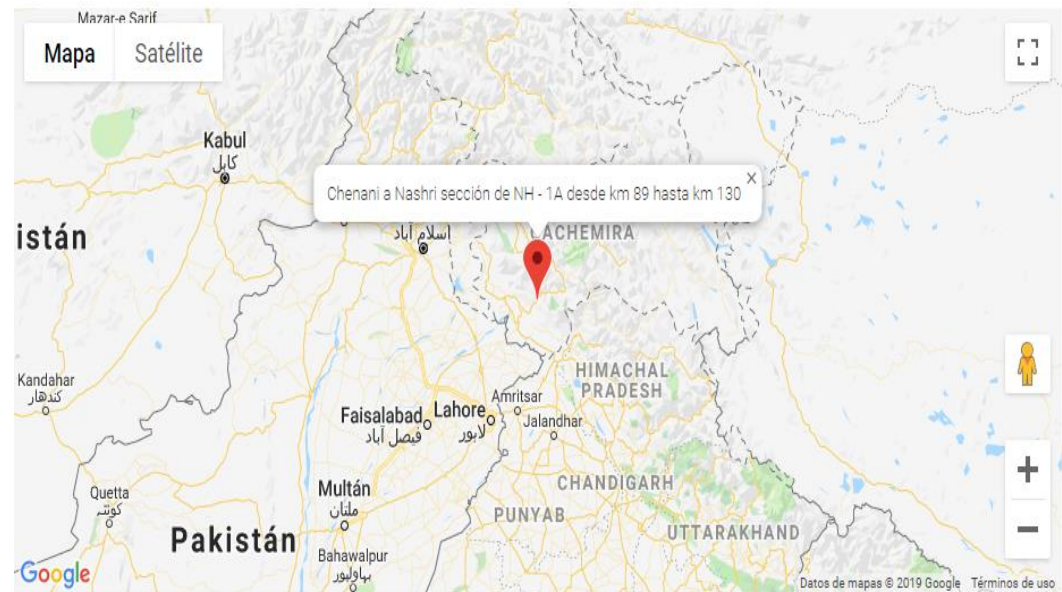 Mazar-e Sarif
Mapa Satélite
Kabul
کابل
Chenani a Nashri sección de NH - 1A desde km 89 hasta km 130
X
istán
اسلام آباد
CACHEMIRA
Kandahar
کندهار
HIMACHAL
PRADESH
Amritsar
Faisalabad
فیصل آباد
Lahore
لاہور
Jalandhar
Quetta
کوئٹہ
Multán
ملتان
CHANDIGARH
PUNYAB
UTTARAKHAND
Pakistán
Bahawalpur
بہاولپور
+
−
Google
Datos de mapas © 2019 Google Términos de uso